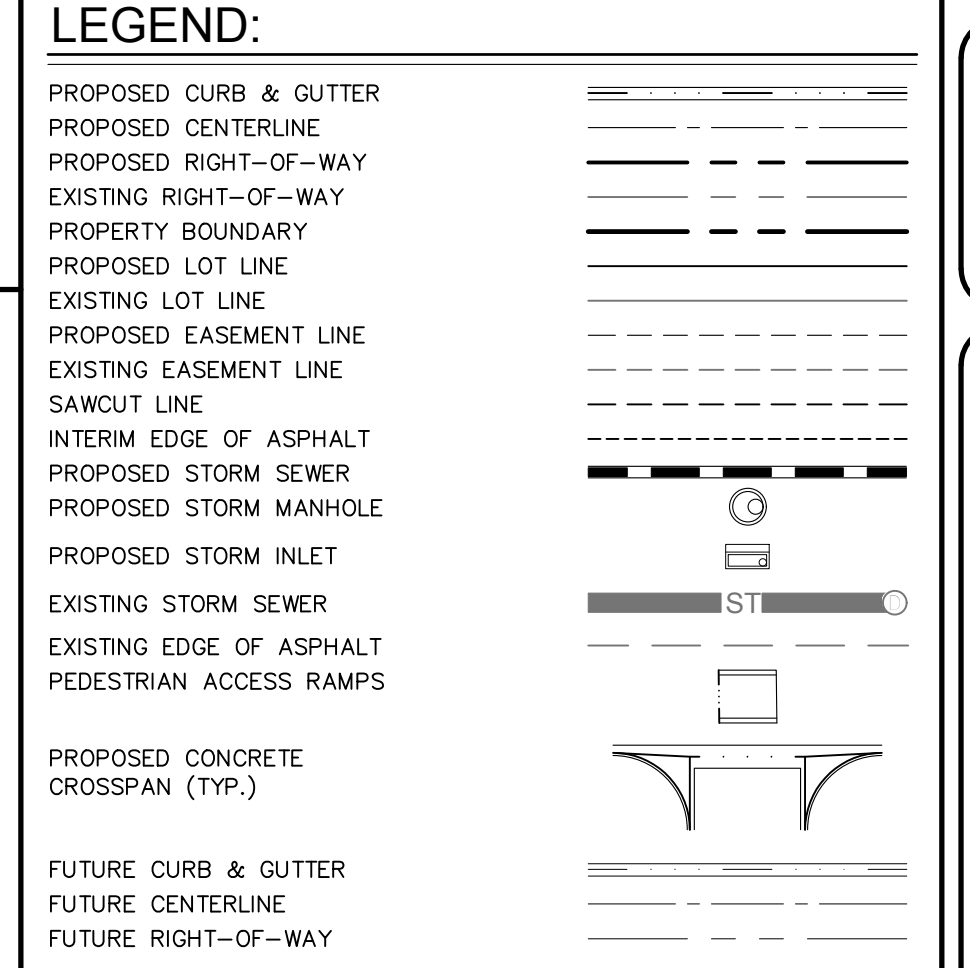 LEGEND:
PROPOSED CURB & GUTTER
PROPOSED CENTERLINE
PROPOSED RIGHT-OF-WAY
EXISTING RIGHT-OF-WAY
PROPERTY BOUNDARY
PROPOSED LOT LINE
EXISTING LOT LINE
PROPOSED EASEMENT LINE
EXISTING EASEMENT LINE
SAWCUT LINE
INTERIM EDGE OF ASPHALT
PROPOSED STORM SEWER
PROPOSED STORM MANHOLE
PROPOSED STORM INLET
EXISTING STORM SEWER ST D
EXISTING EDGE OF ASPHALT
PEDESTRIAN ACCESS RAMPS
PROPOSED CONCRETE
CROSSPAN (TYP.)
FUTURE CURB & GUTTER
FUTURE CENTERLINE
FUTURE RIGHT-OF-WAY